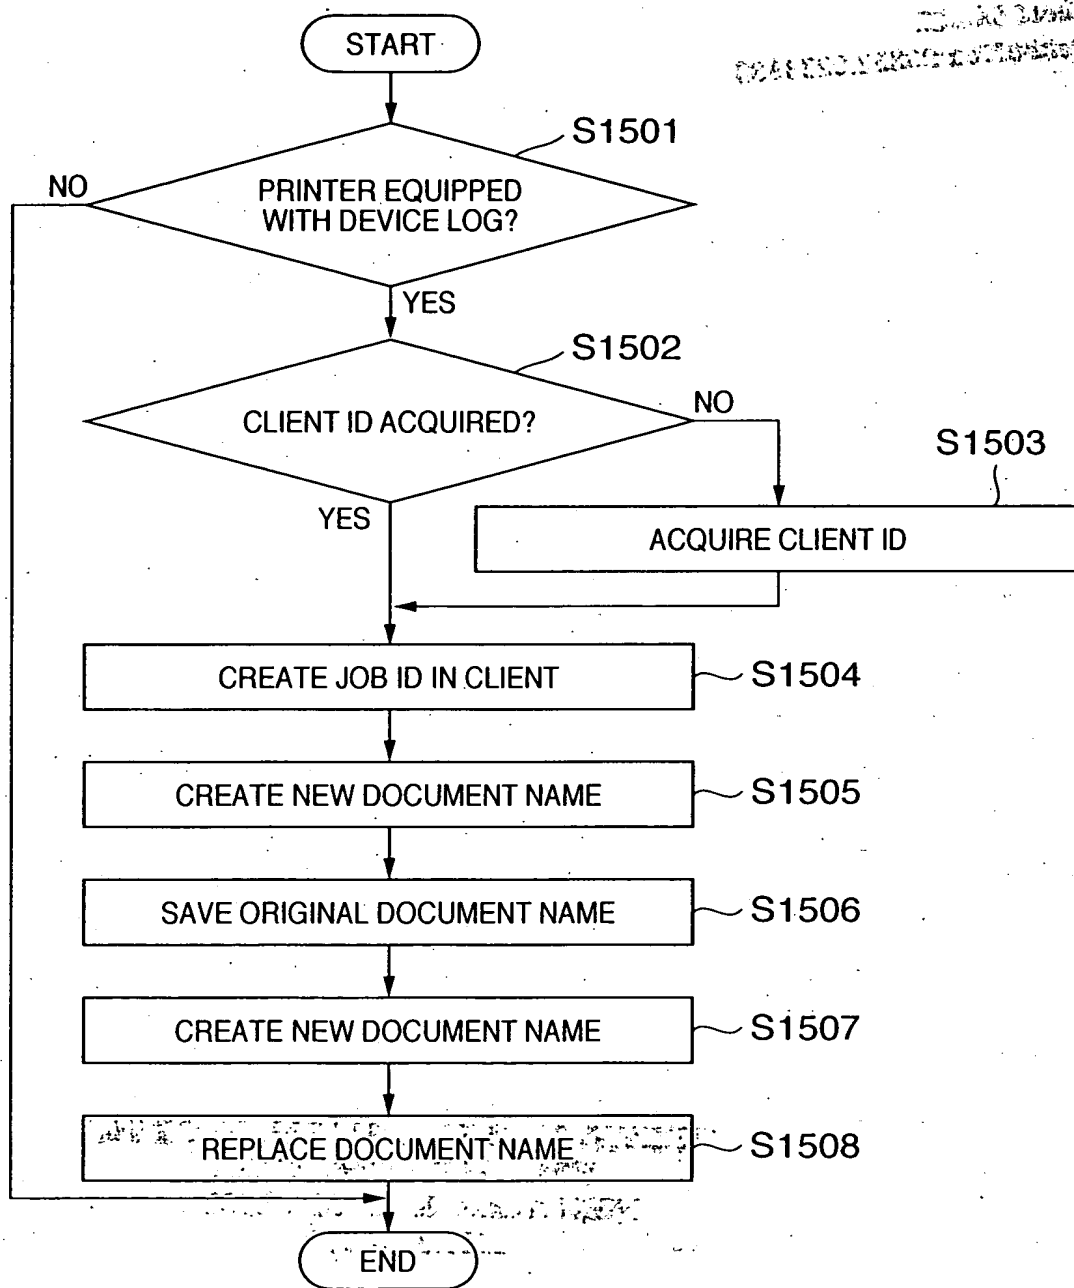 START
S1501
NO
PRINTER EQUIPPED
WITH DEVICE LOG?
YES
S1502
CLIENT ID ACQUIRED?
NO
S1503
YES
ACQUIRE CLIENT ID
CREATE JOB ID IN CLIENT
S1504
CREATE NEW DOCUMENT NAME
S1505
SAVE ORIGINAL DOCUMENT NAME
S1506
CREATE NEW DOCUMENT NAME
S1507
REPLACE DOCUMENT NAME
S1508
END